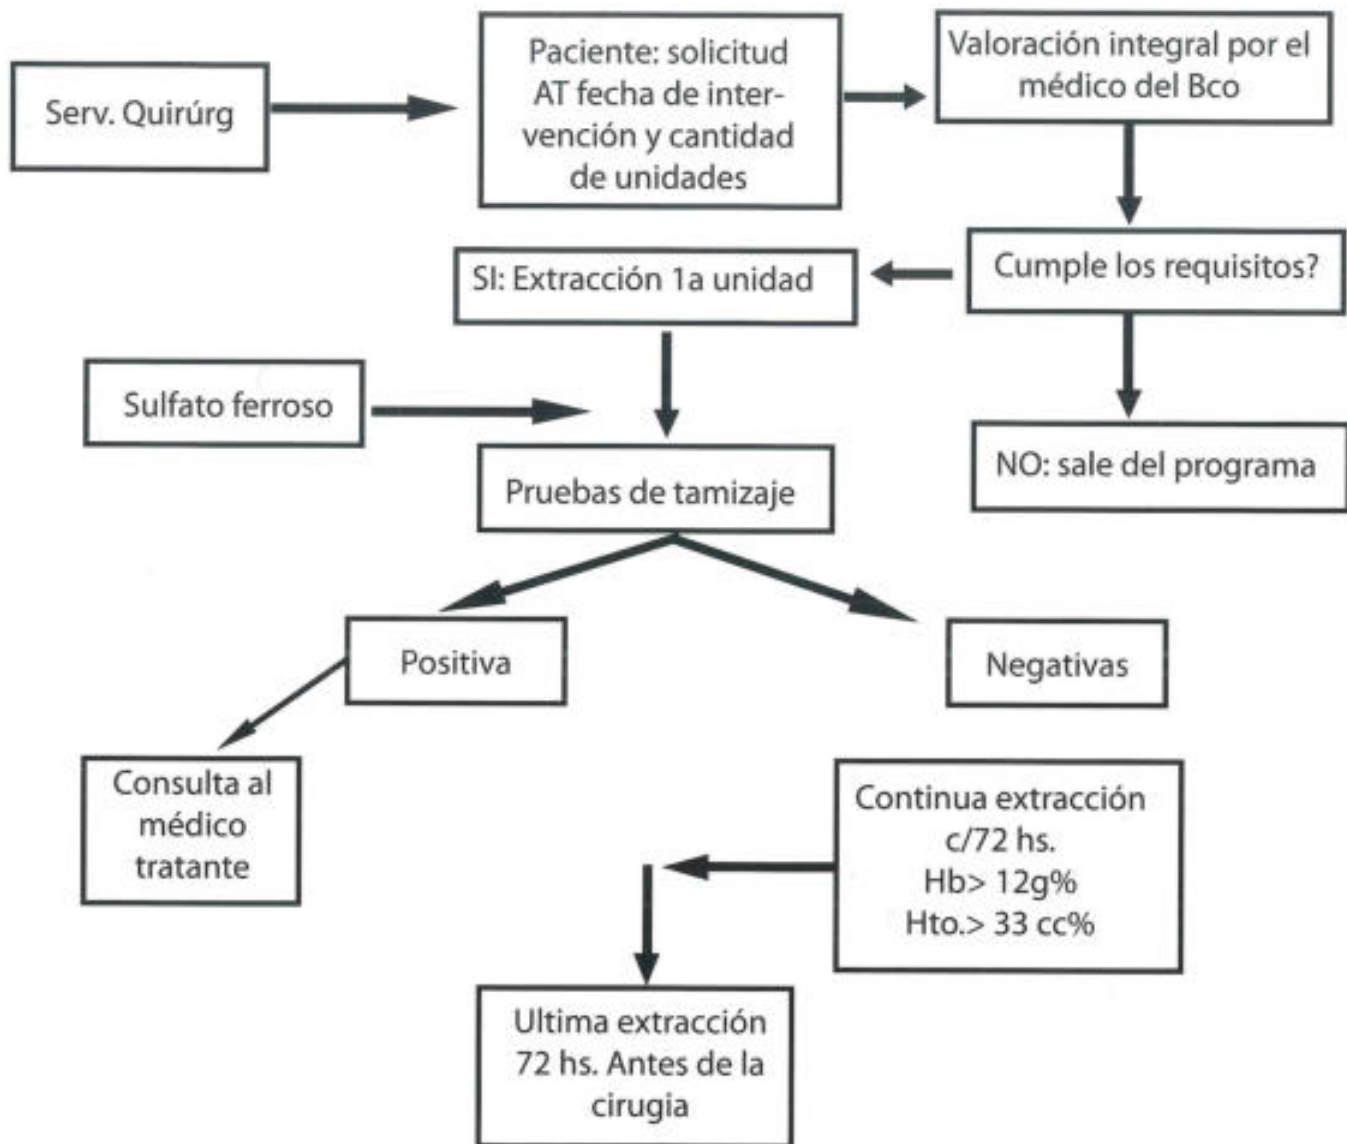 Serv. Quirúrg
Paciente: solicitud
AT fecha de inter-
vención y cantidad
de unidades
Valoración integral por el
médico del Bco
Cumple los requisitos?
SI: Extracción 1a unidad
NO: sale del programa
Sulfato ferroso
Pruebas de tamizaje
Positiva
Negativas
Consulta al
médico
tratante
Continua extracción
c/72 hs.
Hb> 12g%
Hto.> 33 cc%
Ultima extracción
72 hs. Antes de la
cirugia